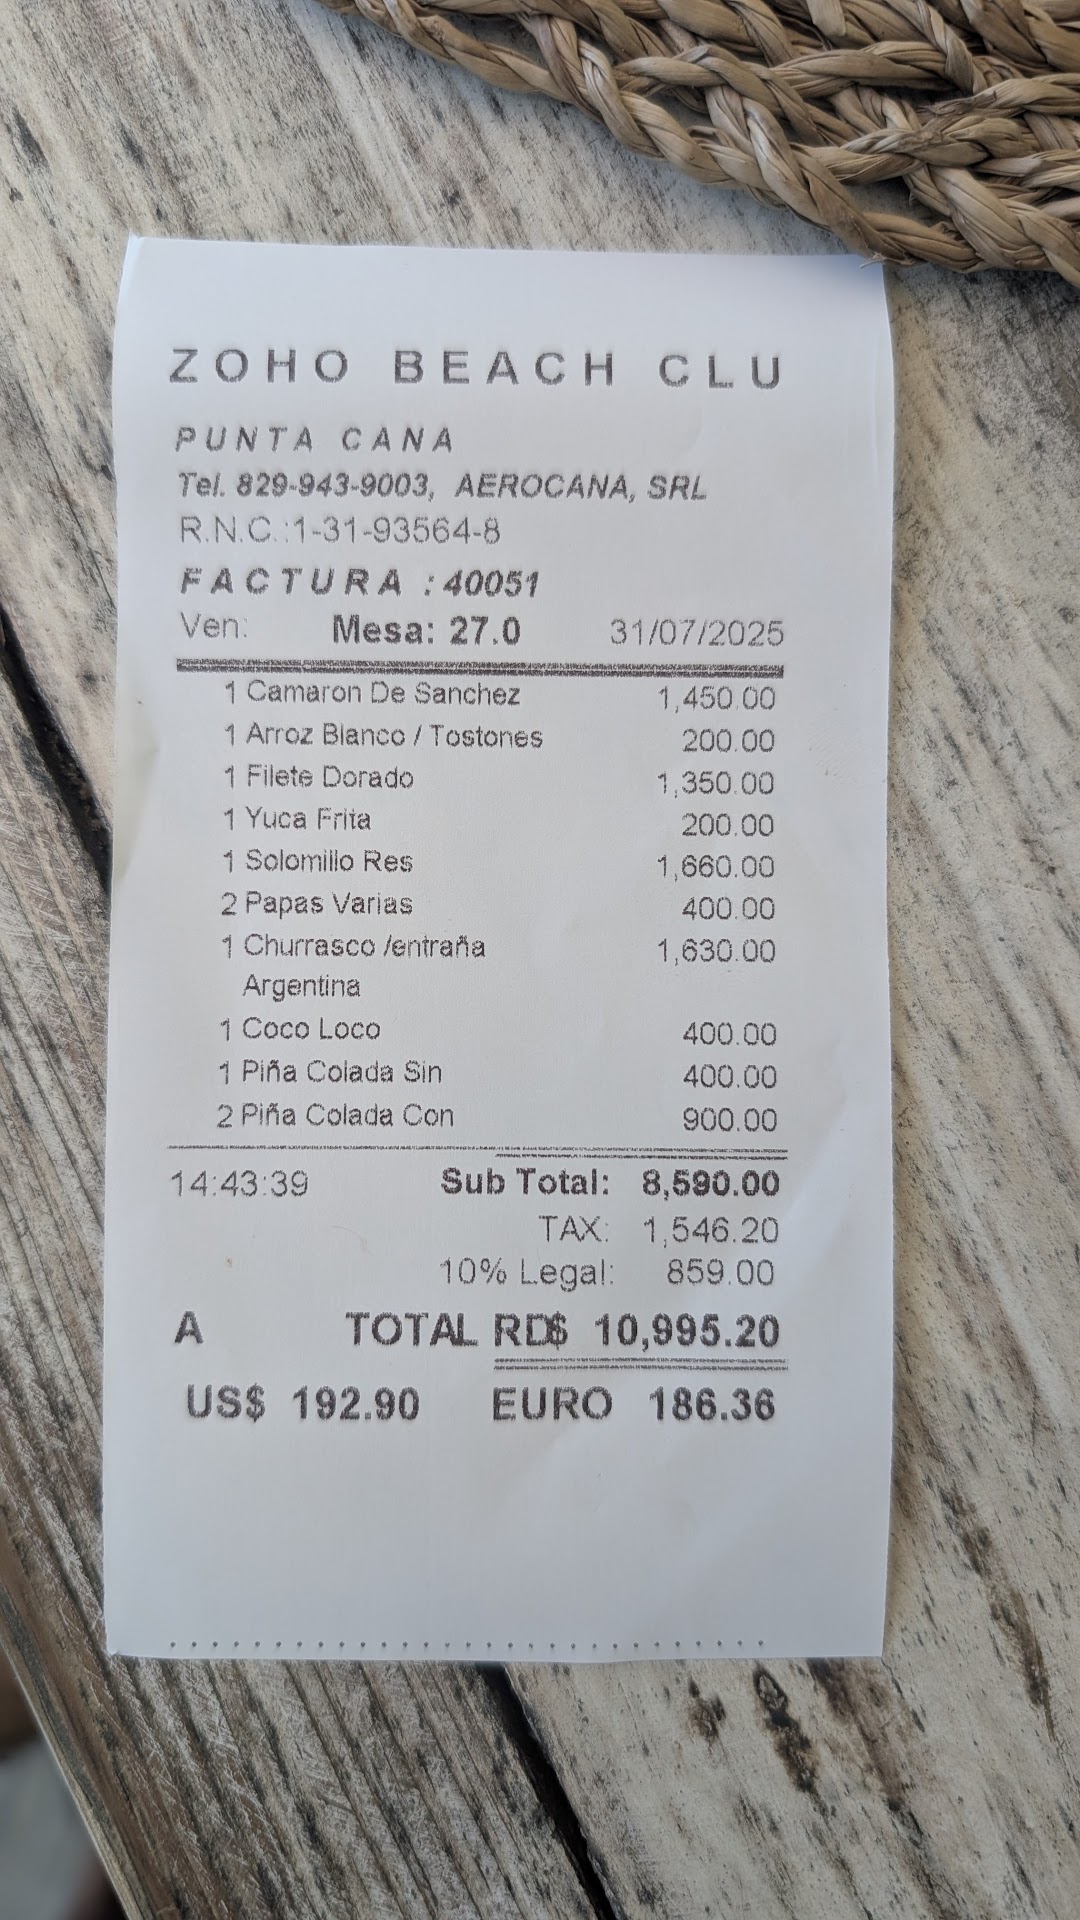 ZOHO BEACH CLU
PUNTA CANA
Tel. 829-943-9003, AEROCANA, SRL
R.N.C.:1-31-93564-8
FACTURA : 40051
Ven: Mesa: 27.0 31/07/2025
1 Camaron De Sanchez 1,450.00
1 Arroz Blanco / Tostones 200.00
1 Filete Dorado 1,350.00
1 Yuca Frita 200.00
1 Solomillo Res 1,660.00
2 Papas Varias 400.00
1 Churrasco /entraña 1,630.00
Argentina
1 Coco Loco 400.00
1 Piña Colada Sin 400.00
2 Piña Colada Con 900.00
14:43:39 Sub Total: 8,590.00
TAX: 1,546.20
10% Legal: 859.00
A TOTAL RD$ 10,995.20
US$ 192.90 EURO 186.36